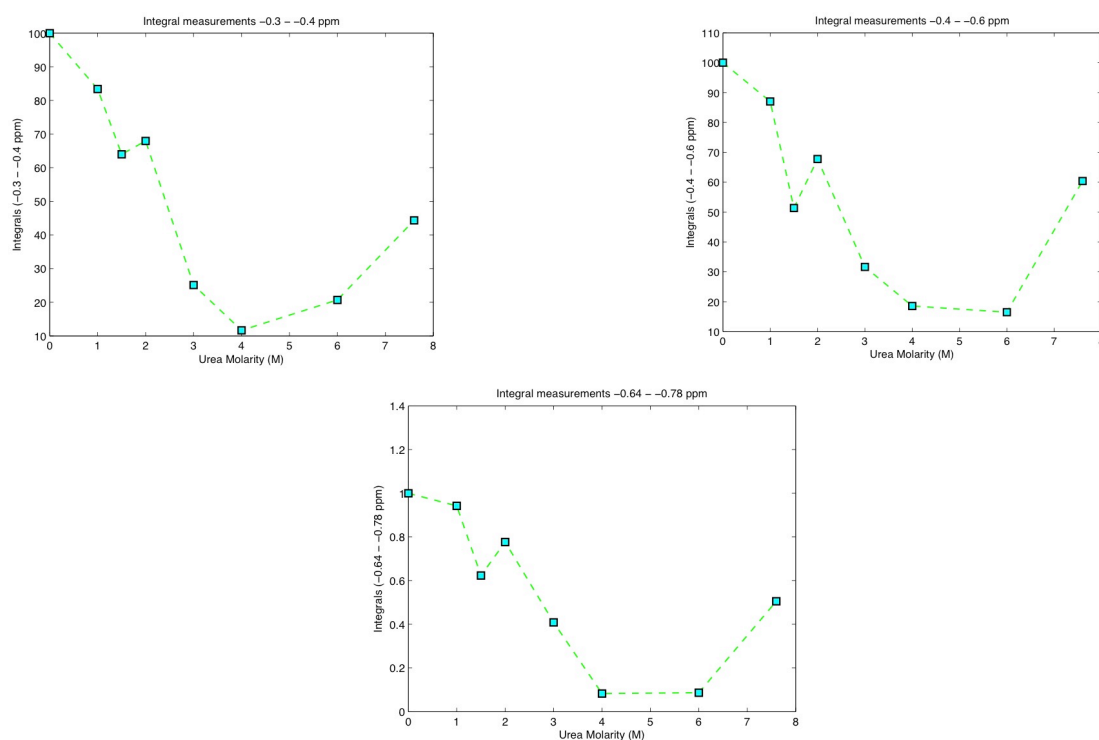 Integral measurements −0.3 − −0.4 ppm
100
90
80
70
60
50
40
30
20
10
Integrals (−0.3 − −0.4 ppm)
0 1 2 3 4 5 6 7 8
Urea Molarity (M)
Integral measurements −0.4 − −0.6 ppm
110
100
90
80
70
60
50
40
30
20
10
Integrals (−0.4 − −0.6 ppm)
0 1 2 3 4 5 6 7 8
Urea Molarity (M)
Integral measurements −0.64 − −0.78 ppm
1.4
1.2
1
0.8
0.6
0.4
0.2
0
Integrals (−0.64 − −0.78 ppm)
0 1 2 3 4 5 6 7 8
Urea Molarity (M)